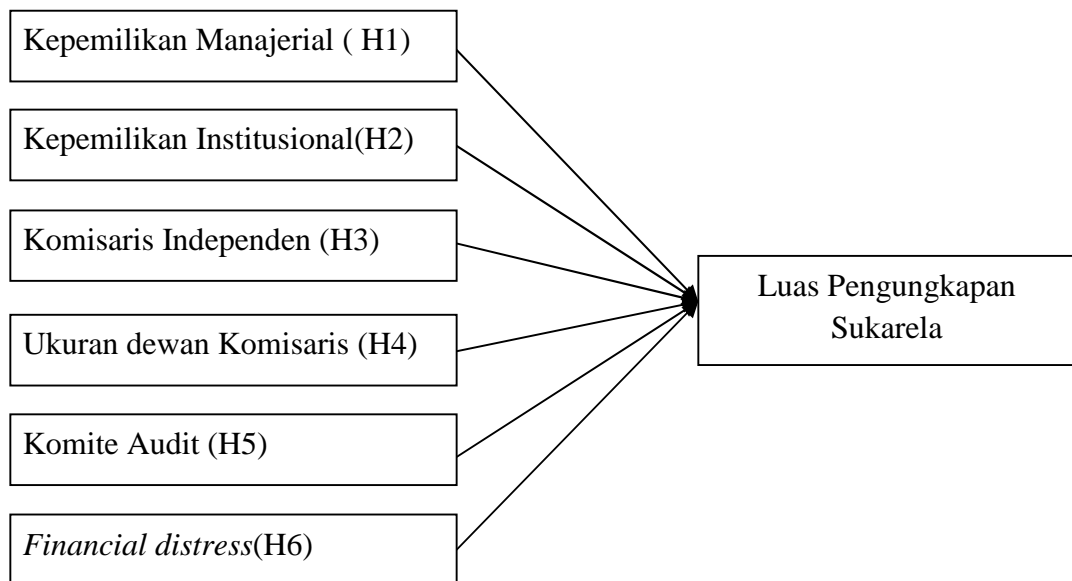 Kepemilikan Manajerial ( H1)
Kepemilikan Institusional(H2)
Komisaris Independen (H3)
Ukuran dewan Komisaris (H4)
Komite Audit (H5)
Financial distress(H6)
Luas Pengungkapan
Sukarela